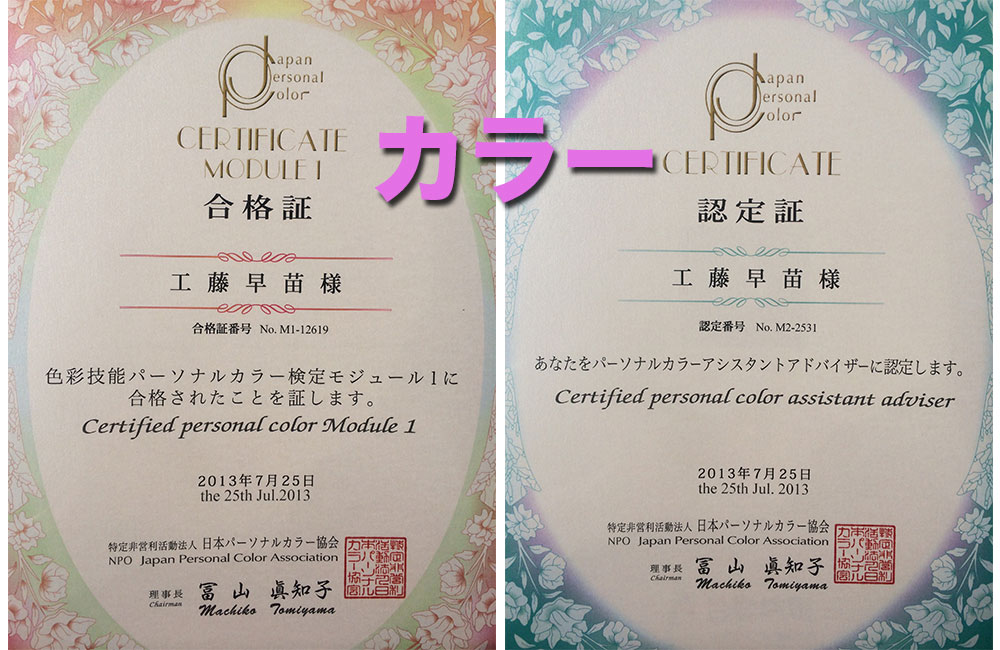 カラー
Japan
Personal
Color
CERTIFICATE
MODULE 1
合格証
工藤早苗様
合格証番号 No. M1-12619
色彩技能パーソナルカラー検定モジュール1に
合格されたことを証します。
Certified personal color Module 1
2013年7月25日
the 25th Jul.2013
特定非営利活動法人 日本パーソナルカラー協会
NPO Japan Personal Color Association
理事長 冨山眞知子
Chairman Machiko Tomiyama
Japan
Personal
Color
CERTIFICATE
認定証
工藤早苗様
認定番号 No. M2-2531
あなたをパーソナルカラーアシスタントアドバイザーに認定します。
Certified personal color assistant adviser
2013年7月25日
the 25th Jul. 2013
特定非営利活動法人 日本パーソナルカラー協会
NPO Japan Personal Color Association
理事長 冨山眞知子
Chairman Machiko Tomiyama